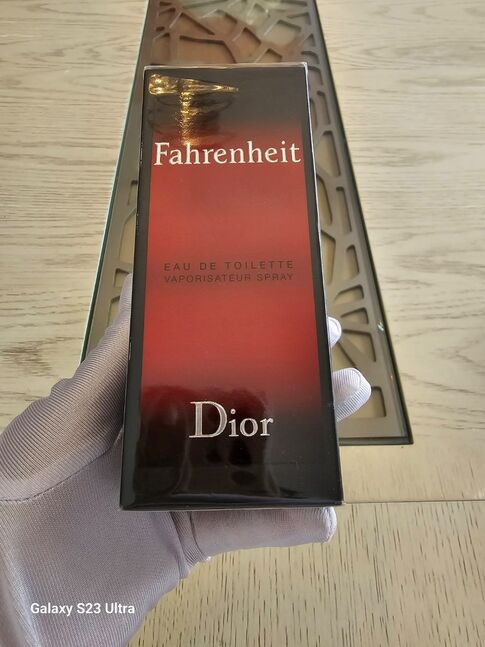 Fahrenheit
EAU DE TOILETTE
VAPORISATEUR SPRAY
Dior
Galaxy S23 Ultra